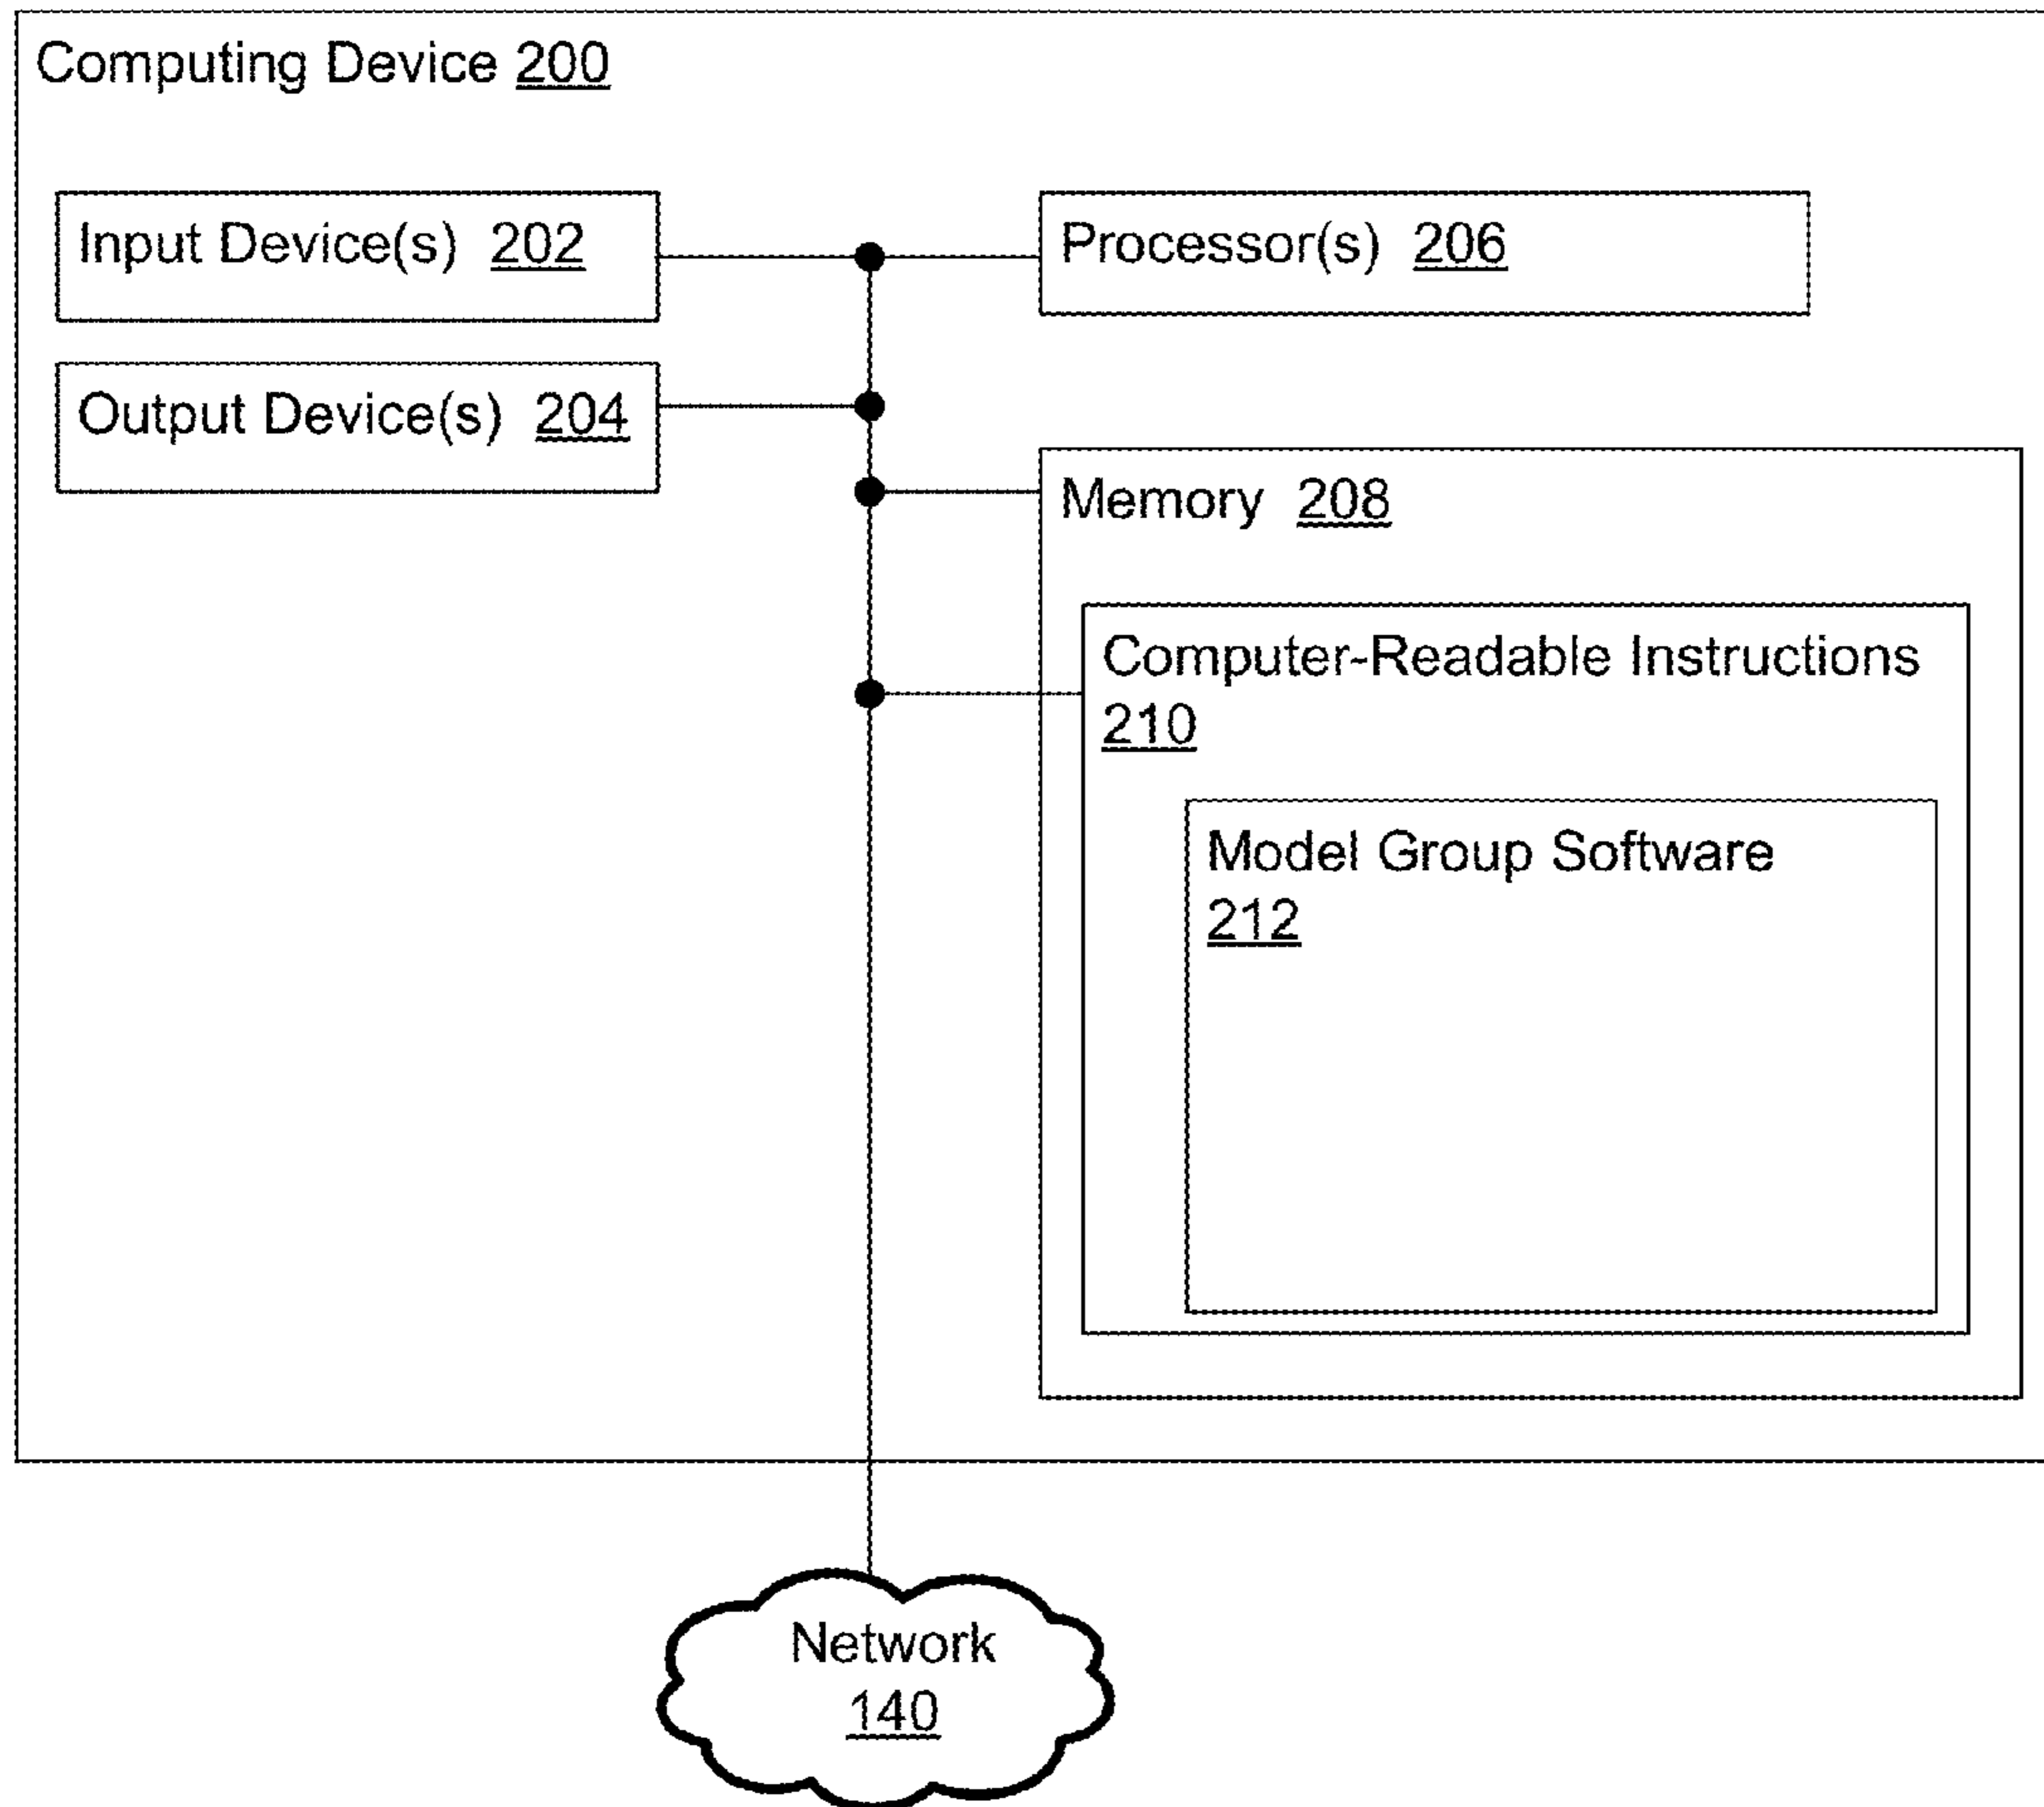 Computing Device 200
Input Device(s) 202
Processor(s) 206
Output Device(s) 204
Memory 208
Computer-Readable Instructions
210
Model Group Software
212
Network
140